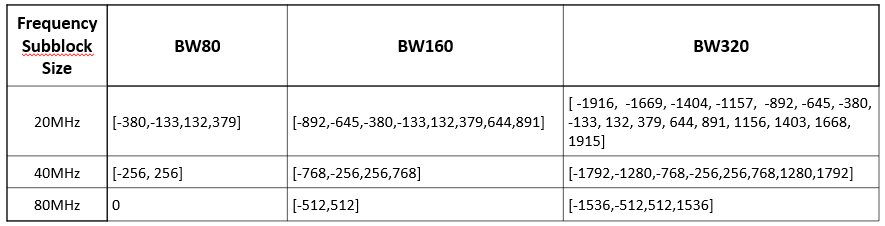 Frequency
Subblock
Size
BW80
BW160
BW320
20MHz
[-380,-133,132,379]
[-892,-645,-380,-133,132,379,644,891]
[ -1916, -1669, -1404, -1157, -892, -645, -380,
-133, 132, 379, 644, 891, 1156, 1403, 1668,
1915]
40MHz
[-256, 256]
[-768,-256,256,768]
[-1792,-1280,-768,-256,256,768,1280,1792]
80MHz
0
[-512,512]
[-1536,-512,512,1536]